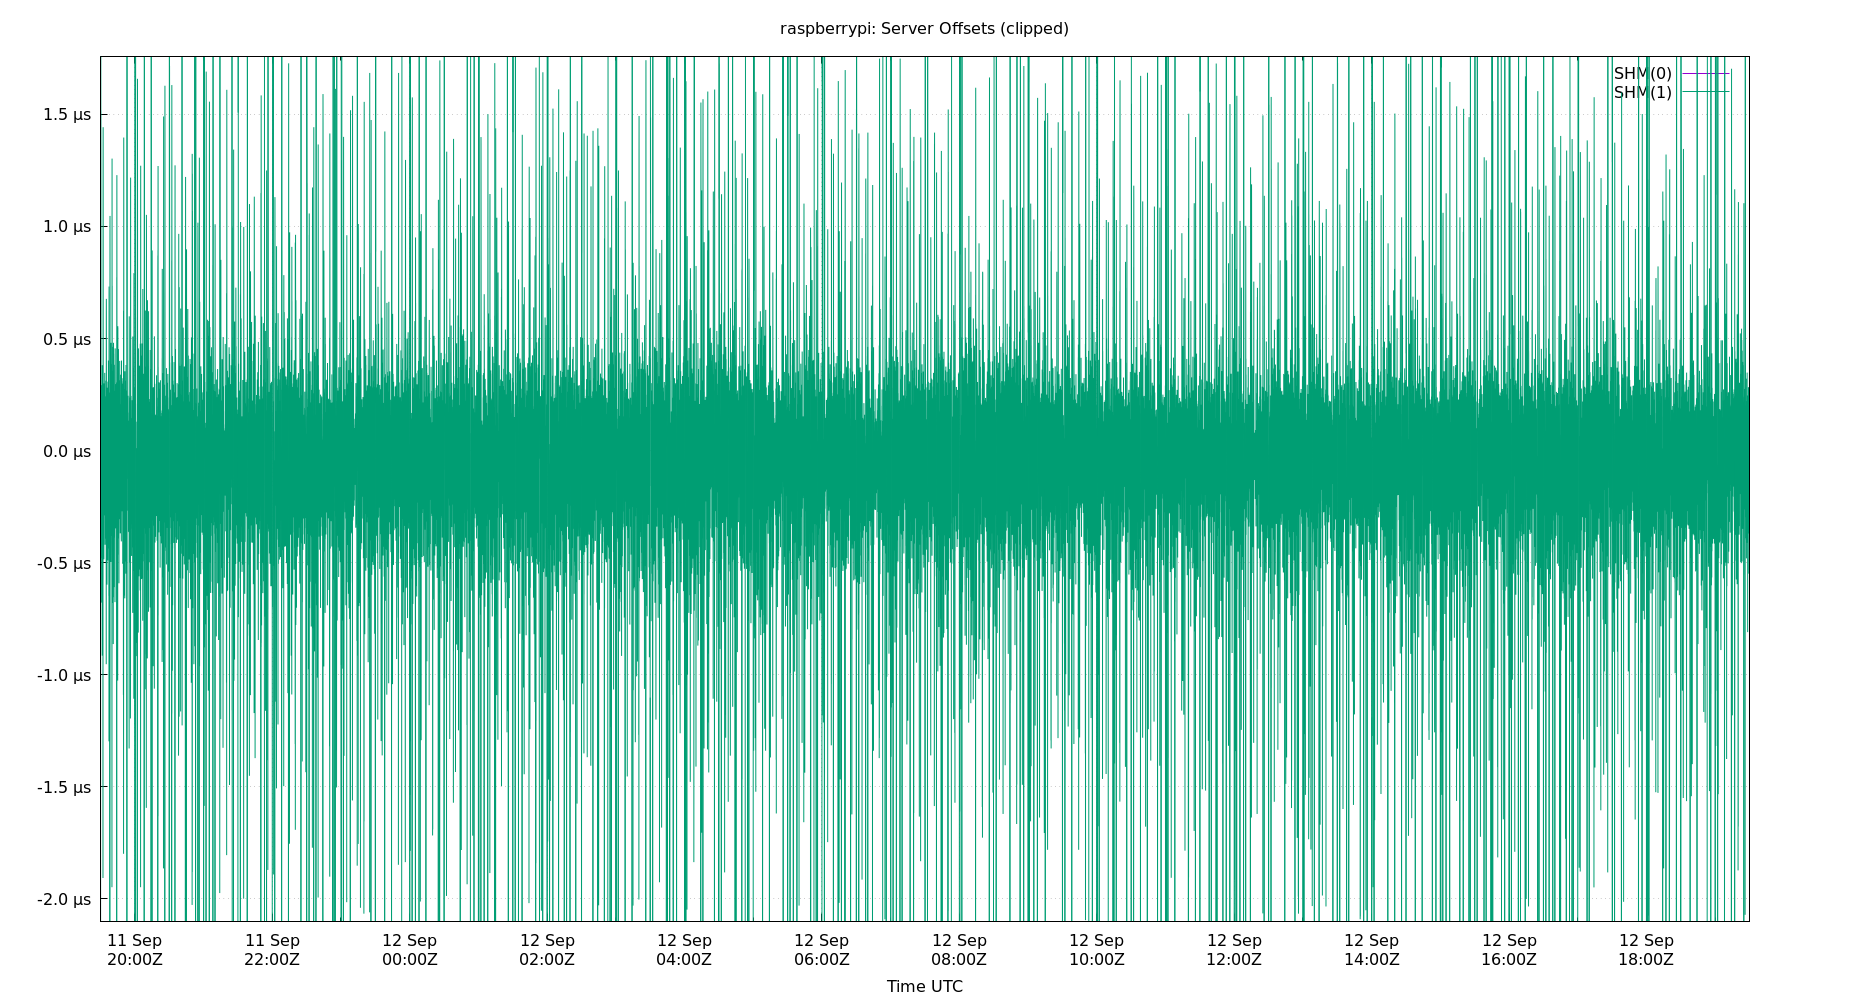 raspberrypi: Server Offsets (clipped)
SHM(0)
SHM(1)
1.5 µs
1.0 µs
0.5 µs
0.0 µs
-0.5 µs
-1.0 µs
-1.5 µs
-2.0 µs
11 Sep 11 Sep 12 Sep 12 Sep 12 Sep 12 Sep 12 Sep 12 Sep 12 Sep 12 Sep 12 Sep 12 Sep
20:00Z 22:00Z 00:00Z 02:00Z 04:00Z 06:00Z 08:00Z 10:00Z 12:00Z 14:00Z 16:00Z 18:00Z
Time UTC